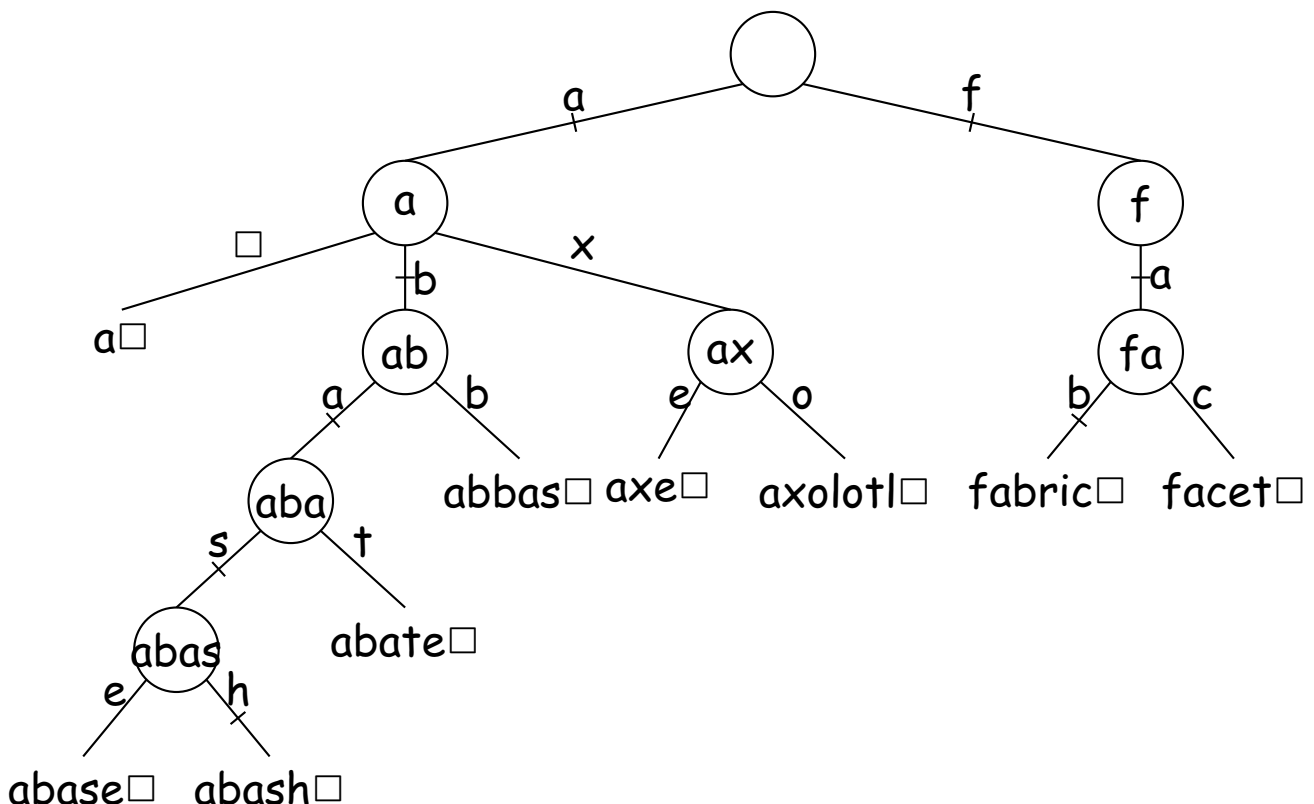 a f
a f
□ x
b a
a□ ab ax fa
a b e o b c
abbas□ axe□ axolotl□ fabric□ facet□
aba
s t
abas abate□
e h
abase□ abash□